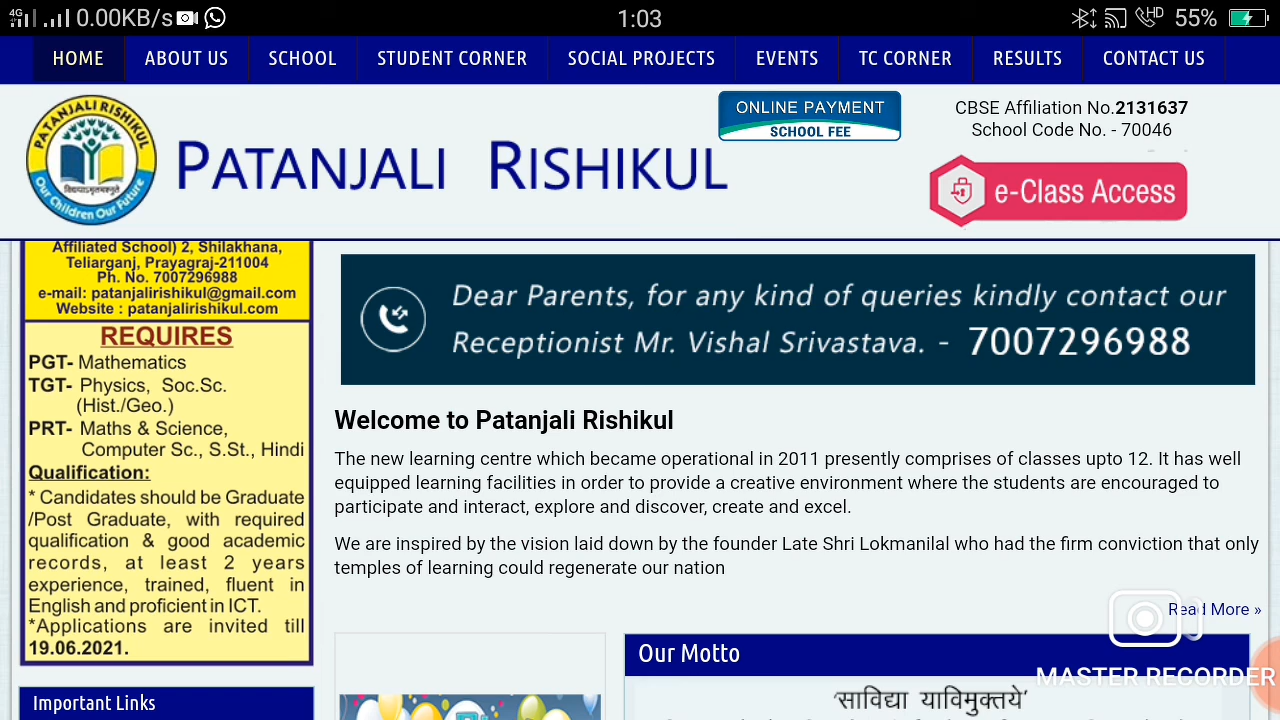 4G
0.00KB/s
1:03
HD
55%
HOME
ABOUT US
SCHOOL
STUDENT CORNER
SOCIAL PROJECTS
EVENTS
TC CORNER
RESULTS
CONTACT US
PATANJALI RISHIKUL
विद्ययाऽमृतमश्नुते
Our Children Our Future
PATANJALI RISHIKUL
ONLINE PAYMENT
SCHOOL FEE
CBSE Affiliation No.2131637
School Code No. - 70046
e-Class Access
Affiliated School) 2, Shilakhana,
Teliarganj, Prayagraj-211004
Ph. No. 7007296988
e-mail: patanjalirishikul@gmail.com
Website : patanjalirishikul.com
REQUIRES
PGT- Mathematics
TGT- Physics, Soc.Sc.
(Hist./Geo.)
PRT- Maths & Science,
Computer Sc., S.St., Hindi
Qualification:
* Candidates should be Graduate
/Post Graduate, with required
qualification & good academic
records, at least 2 years
experience, trained, fluent in
English and proficient in ICT.
*Applications are invited till
19.06.2021.
Important Links
Dear Parents, for any kind of queries kindly contact our
Receptionist Mr. Vishal Srivastava. - 7007296988
Welcome to Patanjali Rishikul
The new learning centre which became operational in 2011 presently comprises of classes upto 12. It has well
equipped learning facilities in order to provide a creative environment where the students are encouraged to
participate and interact, explore and discover, create and excel.
We are inspired by the vision laid down by the founder Late Shri Lokmanilal who had the firm conviction that only
temples of learning could regenerate our nation
Read More »
MASTER RECORDER
Our Motto
‘साविद्या याविमुक्तये’